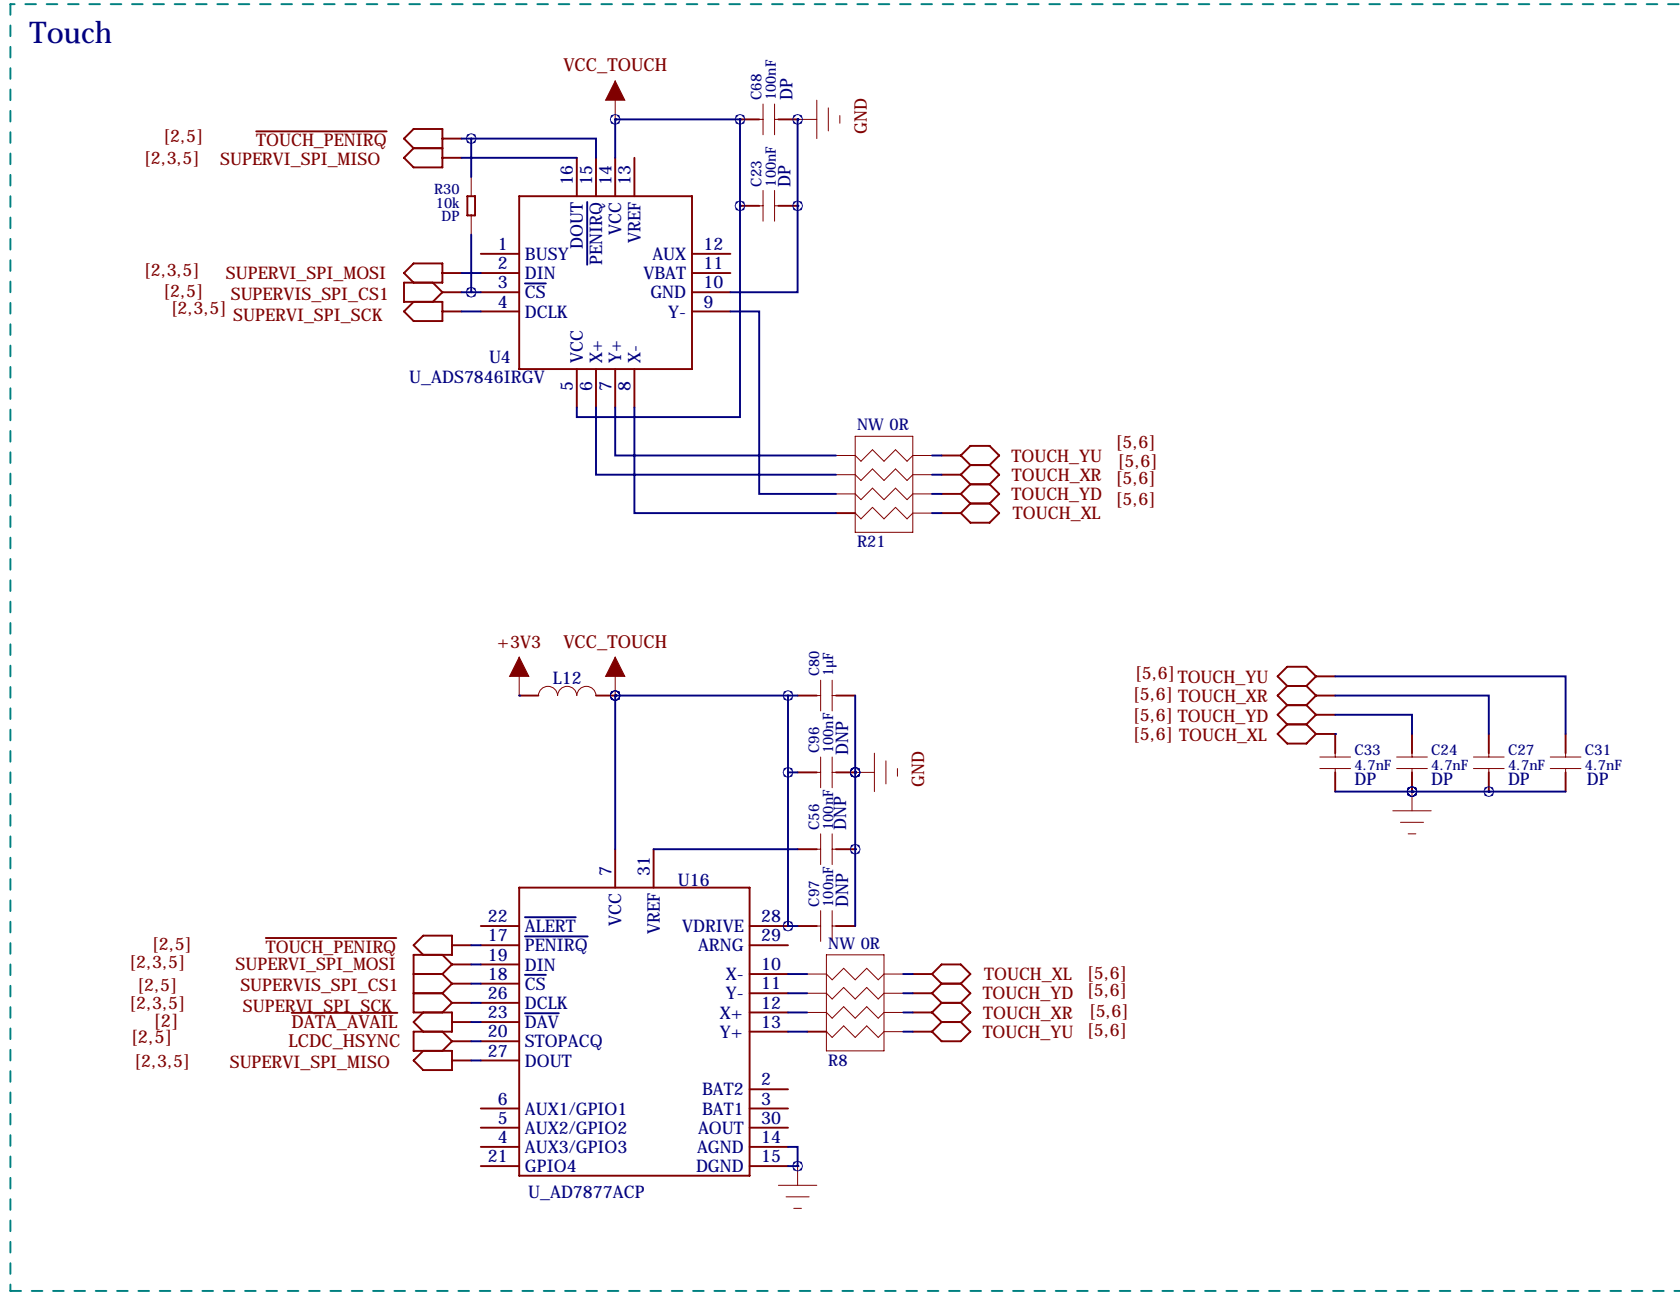 Touch
VCC_TOUCH
C68
100nF
DP
GND
[2,5] TOUCH_PENIRQ
[2,3,5] SUPERVI_SPI_MISO
C23
100nF
DP
R30
10k
DP
16 15 14 13
DOUT PENIRQ VCC VREF
1 BUSY AUX 12
[2,3,5] SUPERVI_SPI_MOSI 2 DIN VBAT 11
[2,5] SUPERVIS_SPI_CS1 3 CS GND 10
[2,3,5] SUPERVI_SPI_SCK 4 DCLK Y- 9
VCC X+ Y+ X-
U4
U_ADS7846IRGV
5 6 7 8
NW 0R
TOUCH_YU [5,6]
TOUCH_XR [5,6]
TOUCH_YD [5,6]
TOUCH_XL [5,6]
R21
+3V3 VCC_TOUCH
L12
C80
1µF
C96
100nF
DNP
GND
C56
100nF
DNP
C97
100nF
DNP
[5,6] TOUCH_YU
[5,6] TOUCH_XR
[5,6] TOUCH_YD
[5,6] TOUCH_XL
C33
4.7nF
DP
C24
4.7nF
DP
C27
4.7nF
DP
C31
4.7nF
DP
7 31
U16
VCC VREF
22 ALERT VDRIVE 28
[2,5] TOUCH_PENIRQ 17 PENIRQ ARNG 29
NW 0R
[2,3,5] SUPERVI_SPI_MOSI 19 DIN
[2,5] SUPERVIS_SPI_CS1 18 CS
[2,3,5] SUPERVI_SPI_SCK 26 DCLK
[2] DATA_AVAIL 23 DAV
[2,5] LCDC_HSYNC 20 STOPACQ
[2,3,5] SUPERVI_SPI_MISO 27 DOUT
X- 10 TOUCH_XL [5,6]
Y- 11 TOUCH_YD [5,6]
X+ 12 TOUCH_XR [5,6]
Y+ 13 TOUCH_YU [5,6]
R8
6 AUX1/GPIO1
5 AUX2/GPIO2
4 AUX3/GPIO3
21 GPIO4
BAT2 2
BAT1 3
AOUT 30
AGND 14
DGND 15
U_AD7877ACP